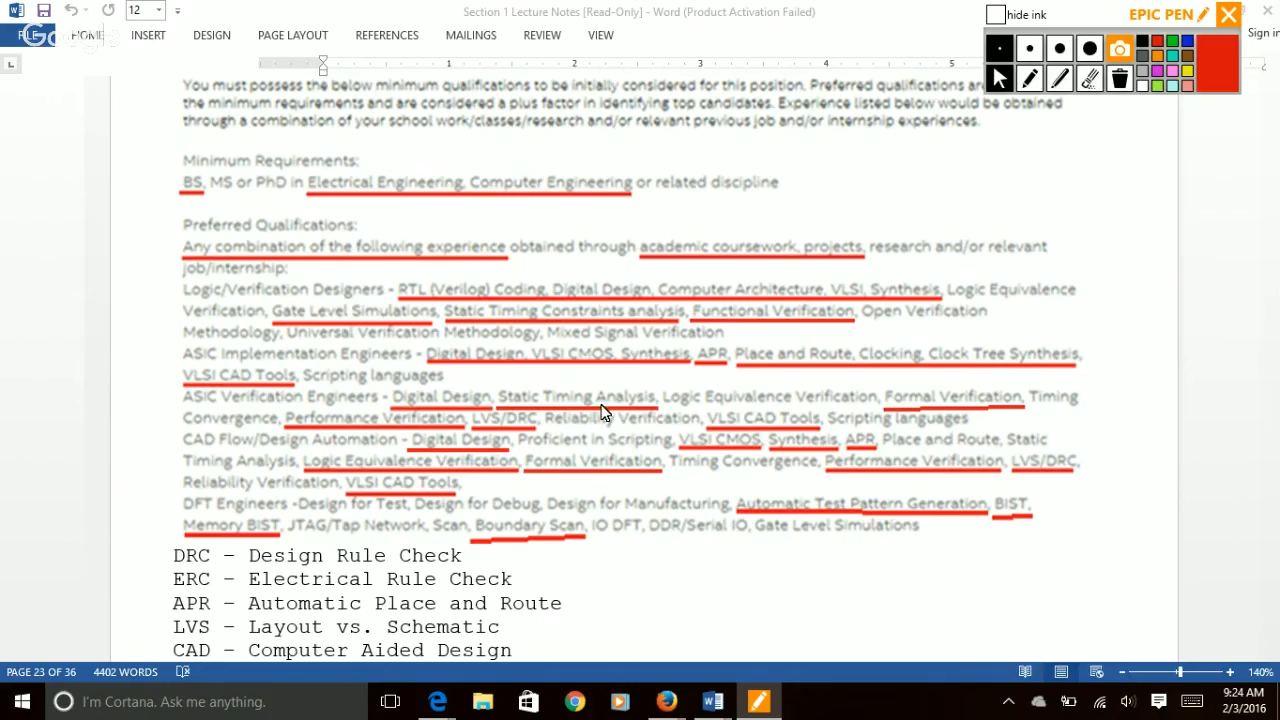 12
Section 1 Lecture Notes [Read-Only] - Word (Product Activation Failed)
hide ink
EPIC PEN
Sign in
FILE HOME INSERT DESIGN PAGE LAYOUT REFERENCES MAILINGS REVIEW VIEW
1 2 3 4 5
You must possess the below minimum qualifications to be initially considered for this position. Preferred qualifications are
the minimum requirements and are considered a plus factor in identifying top candidates. Experience listed below would be obtained
through a combination of your school work/classes/research and/or relevant previous job and/or internship experiences.
Minimum Requirements:
BS, MS or PhD in Electrical Engineering, Computer Engineering or related discipline
Preferred Qualifications:
Any combination of the following experience obtained through academic coursework, projects, research and/or relevant
job/internship:
Logic/Verification Designers - RTL (Verilog) Coding, Digital Design, Computer Architecture, VLSI, Synthesis, Logic Equivalence
Verification, Gate Level Simulations, Static Timing Constraints analysis, Functional Verification, Open Verification
Methodology, Universal Verification Methodology, Mixed Signal Verification
ASIC Implementation Engineers - Digital Design, VLSI CMOS, Synthesis, APR, Place and Route, Clocking, Clock Tree Synthesis,
VLSI CAD Tools, Scripting languages
ASIC Verification Engineers - Digital Design, Static Timing Analysis, Logic Equivalence Verification, Formal Verification, Timing
Convergence, Performance Verification, LVS/DRC, Reliability Verification, VLSI CAD Tools, Scripting languages
CAD Flow/Design Automation - Digital Design, Proficient in Scripting, VLSI CMOS, Synthesis, APR, Place and Route, Static
Timing Analysis, Logic Equivalence Verification, Formal Verification, Timing Convergence, Performance Verification, LVS/DRC,
Reliability Verification, VLSI CAD Tools,
DFT Engineers -Design for Test, Design for Debug, Design for Manufacturing, Automatic Test Pattern Generation, BIST,
Memory BIST, JTAG/Tap Network, Scan, Boundary Scan, IO DFT, DDR/Serial IO, Gate Level Simulations
DRC – Design Rule Check
ERC – Electrical Rule Check
APR – Automatic Place and Route
LVS – Layout vs. Schematic
CAD – Computer Aided Design
PAGE 23 OF 36 4402 WORDS 140%
I'm Cortana. Ask me anything.
9:24 AM
2/3/2016